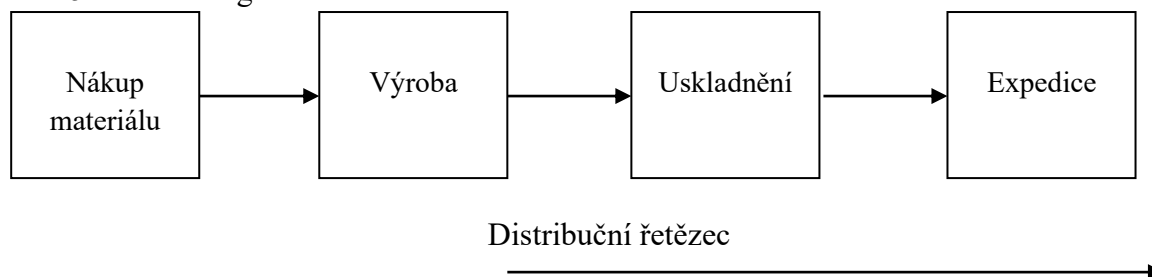 Nákup
materiálu
Výroba
Uskladnění
Expedice
Distribuční řetězec